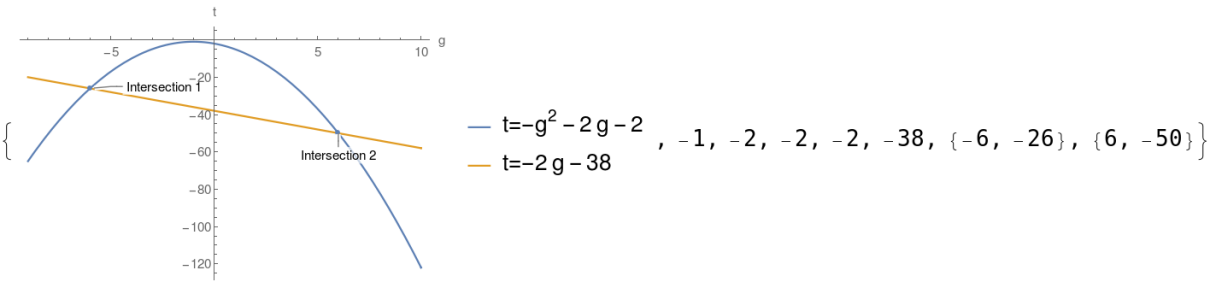 t
g
−5
5
10
−20
−40
−60
−80
−100
−120
Intersection 1
Intersection 2
{
t=−g² − 2 g − 2
t=−2 g − 38
, −1, −2, −2, −2, −38, {−6, −26}, {6, −50}}